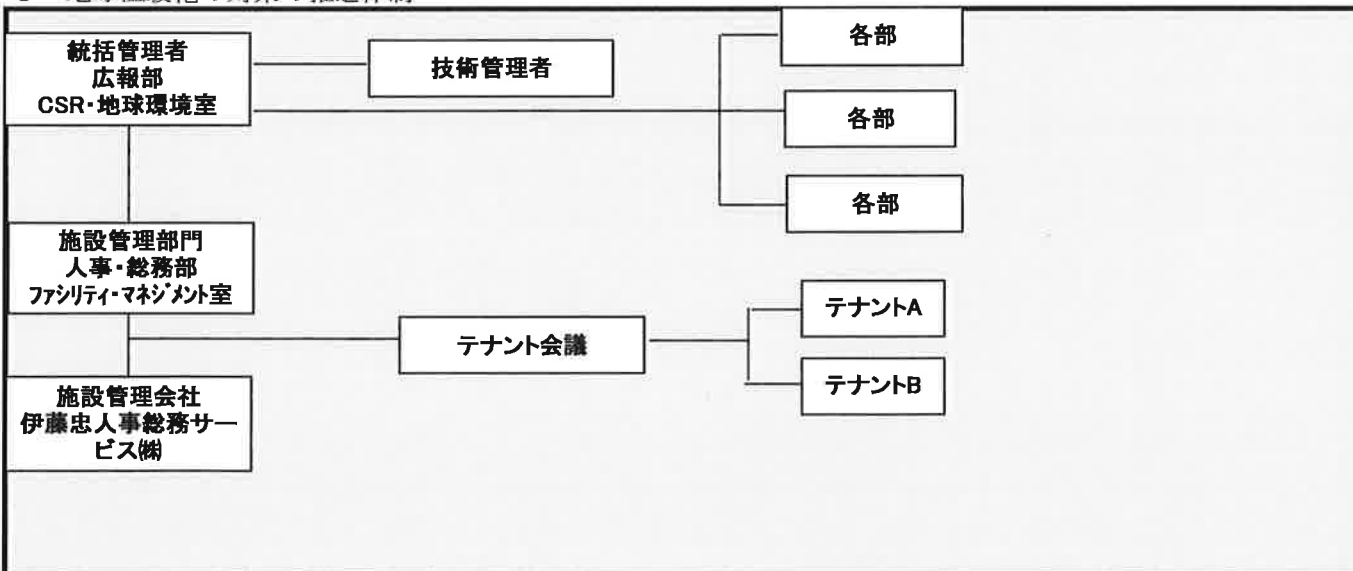 統括管理者
広報部
CSR・地球環境室
技術管理者
各部
各部
各部
施設管理部門
人事・総務部
ファシリティ・マネジメント室
テナント会議
テナントA
テナントB
施設管理会社
伊藤忠人事総務サー
ビス㈱